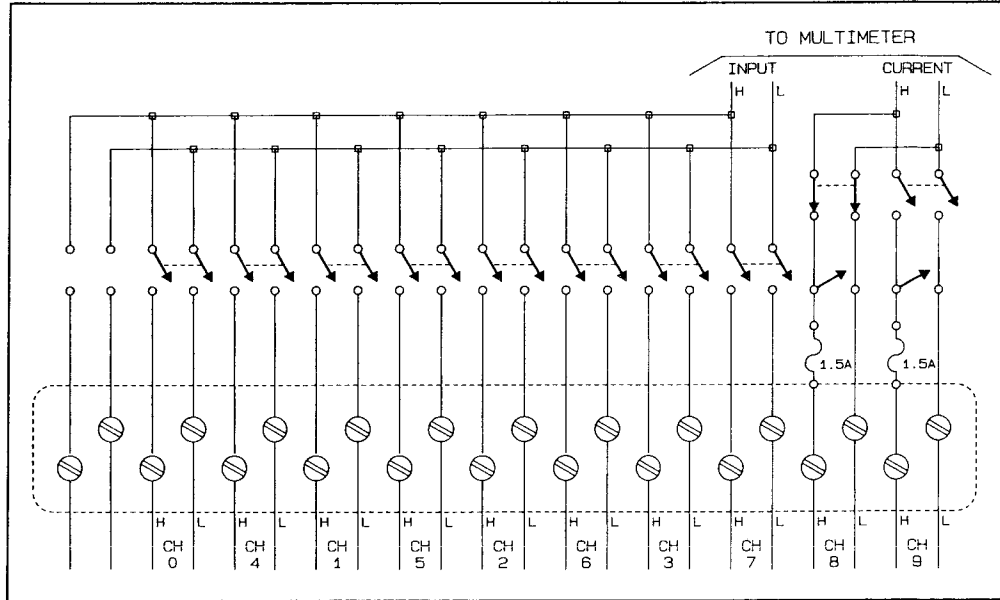 TO MULTIMETER
INPUT CURRENT
H L H L
1.5A 1.5A
H L H L H L H L H L H L H L H L H L H L
CH CH CH CH CH CH CH CH CH CH
0 4 1 5 2 6 3 7 8 9